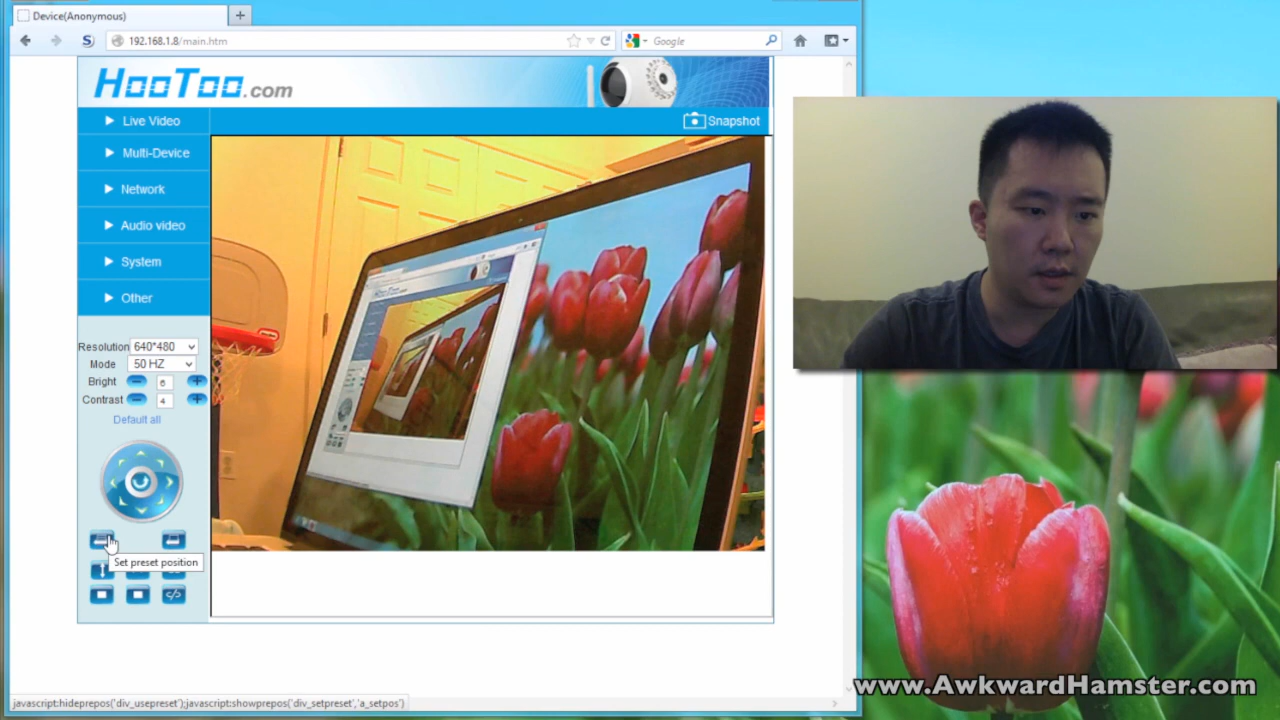 Device(Anonymous)
192.168.1.8/main.htm
Google
HooToo.com
Live Video
Snapshot
Multi-Device
Network
Audio video
System
Other
Resolution 640*480
Mode 50 HZ
Bright 6
Contrast 4
Default all
Set preset position
www.AwkwardHamster.com
javascript:hideprepos('div_usepreset');javascript:showprepos('div_setpreset','a_setpos')